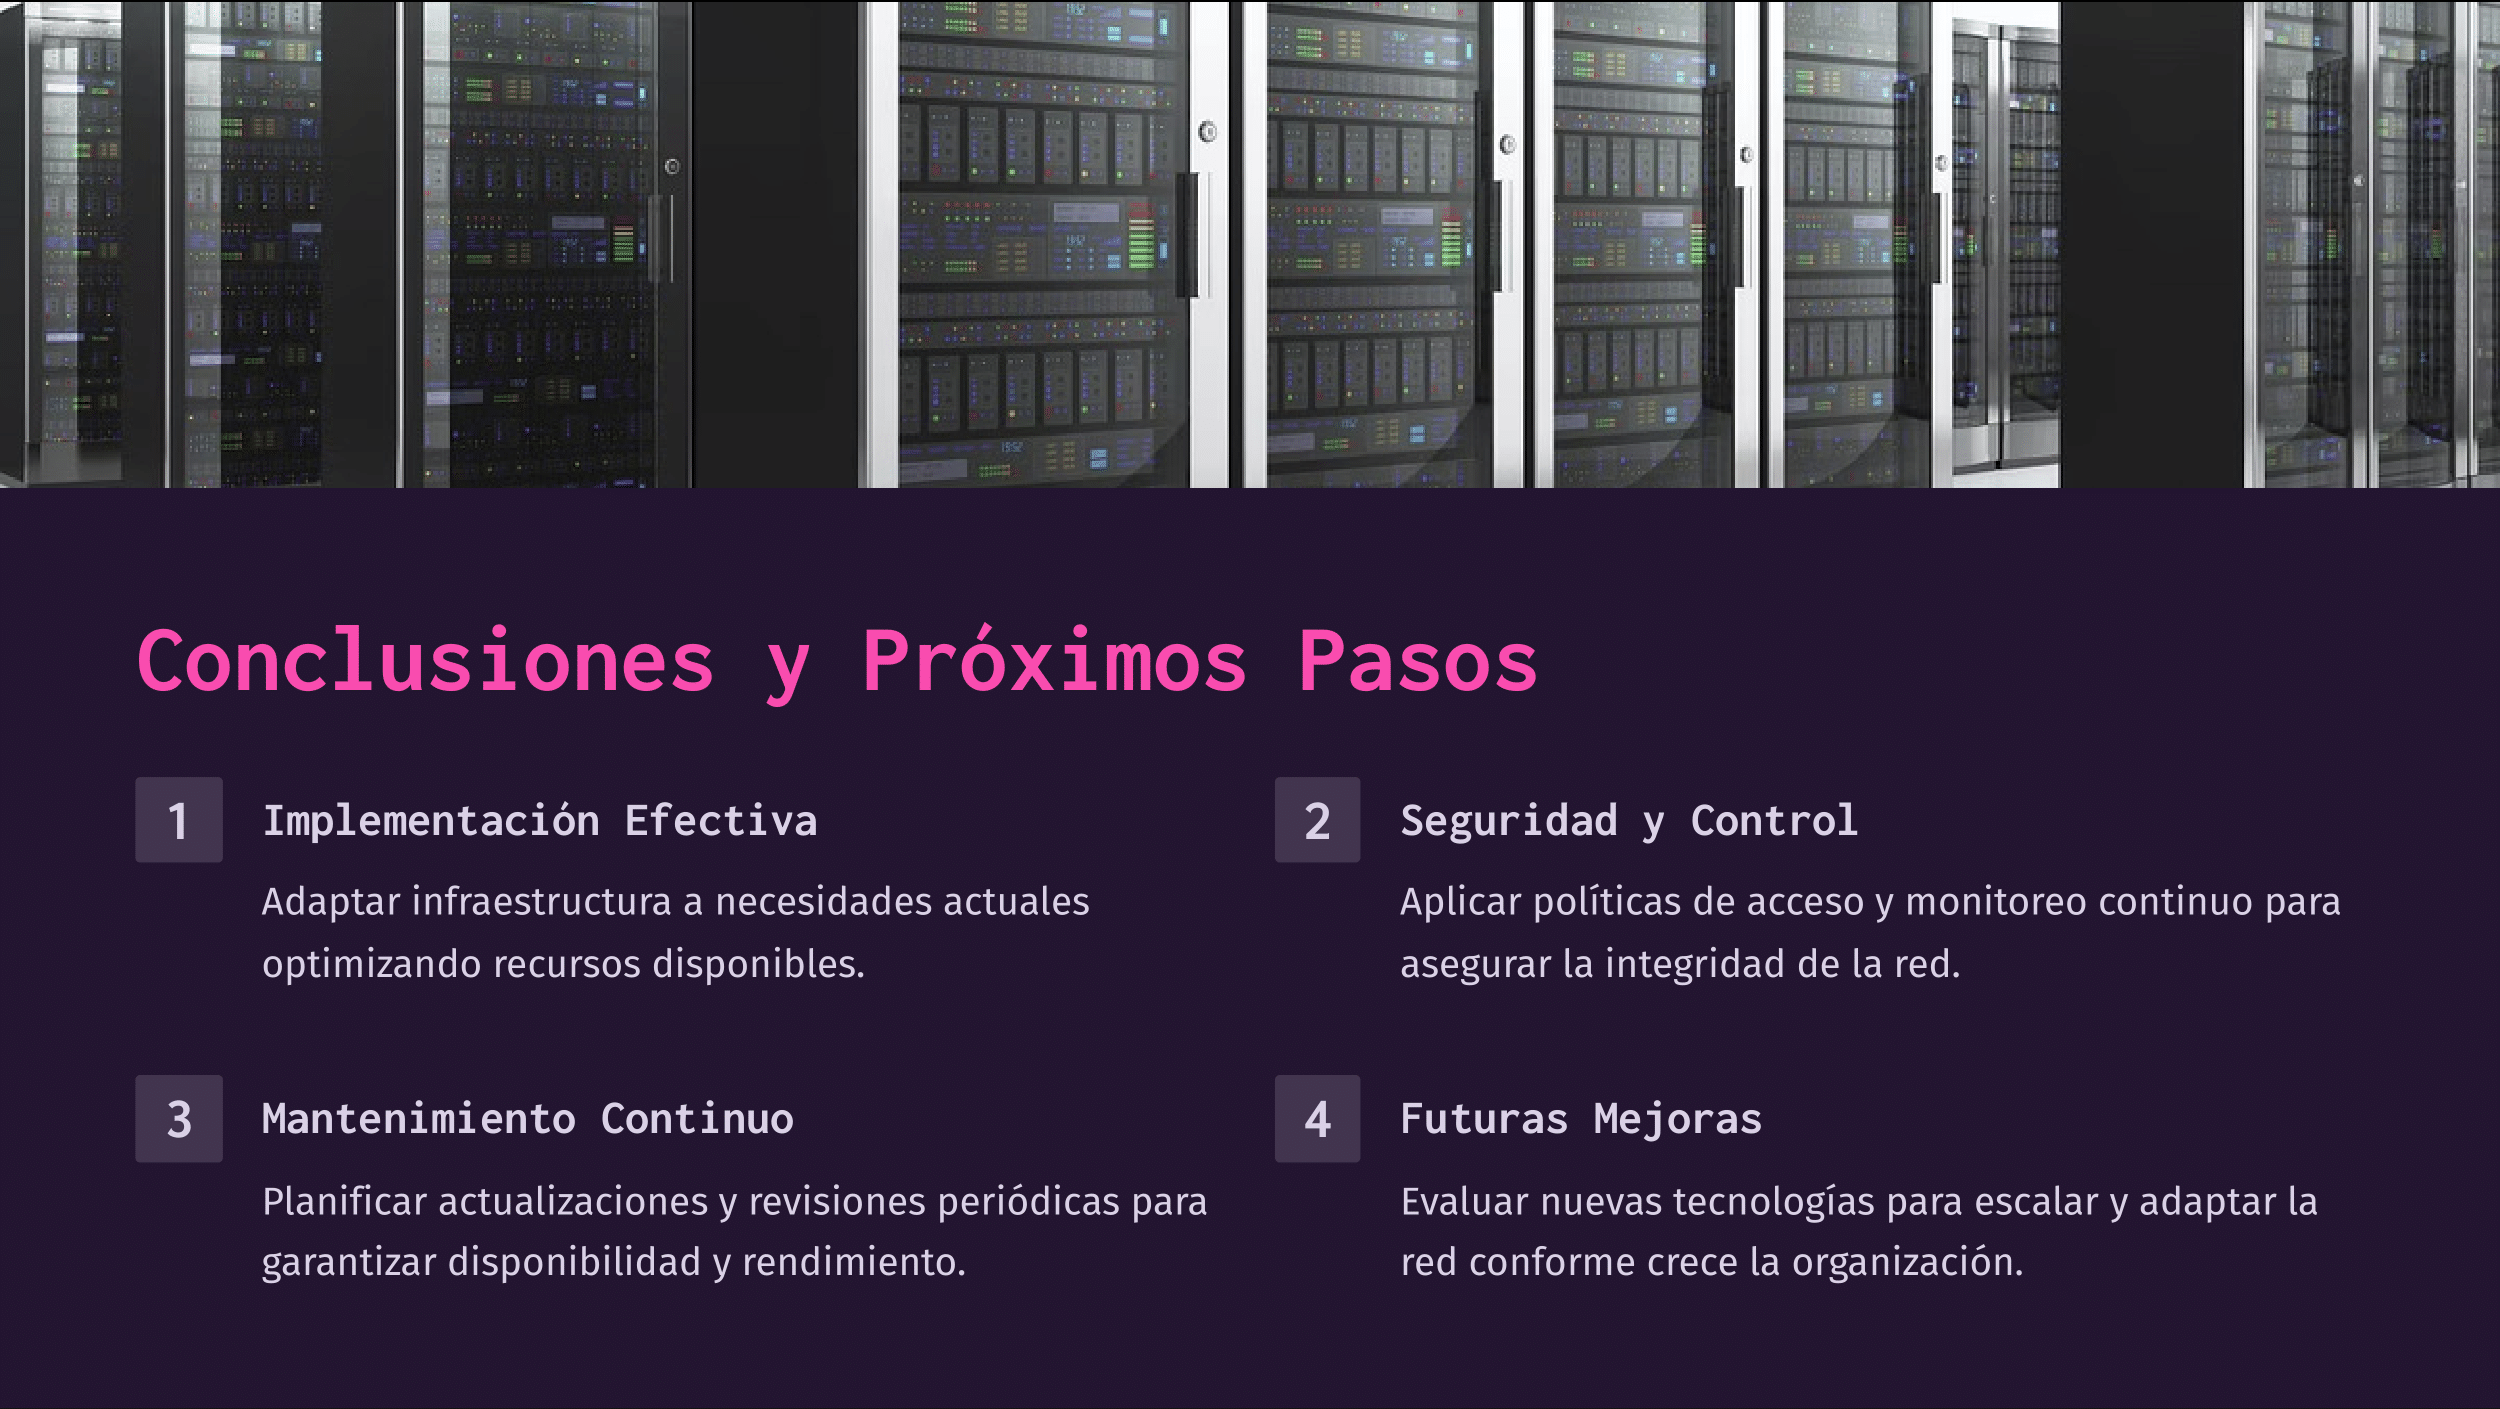 Conclusiones y Próximos Pasos
1
Implementación Efectiva
Adaptar infraestructura a necesidades actuales
optimizando recursos disponibles.
2
Seguridad y Control
Aplicar políticas de acceso y monitoreo continuo para
asegurar la integridad de la red.
3
Mantenimiento Continuo
Planificar actualizaciones y revisiones periódicas para
garantizar disponibilidad y rendimiento.
4
Futuras Mejoras
Evaluar nuevas tecnologías para escalar y adaptar la
red conforme crece la organización.